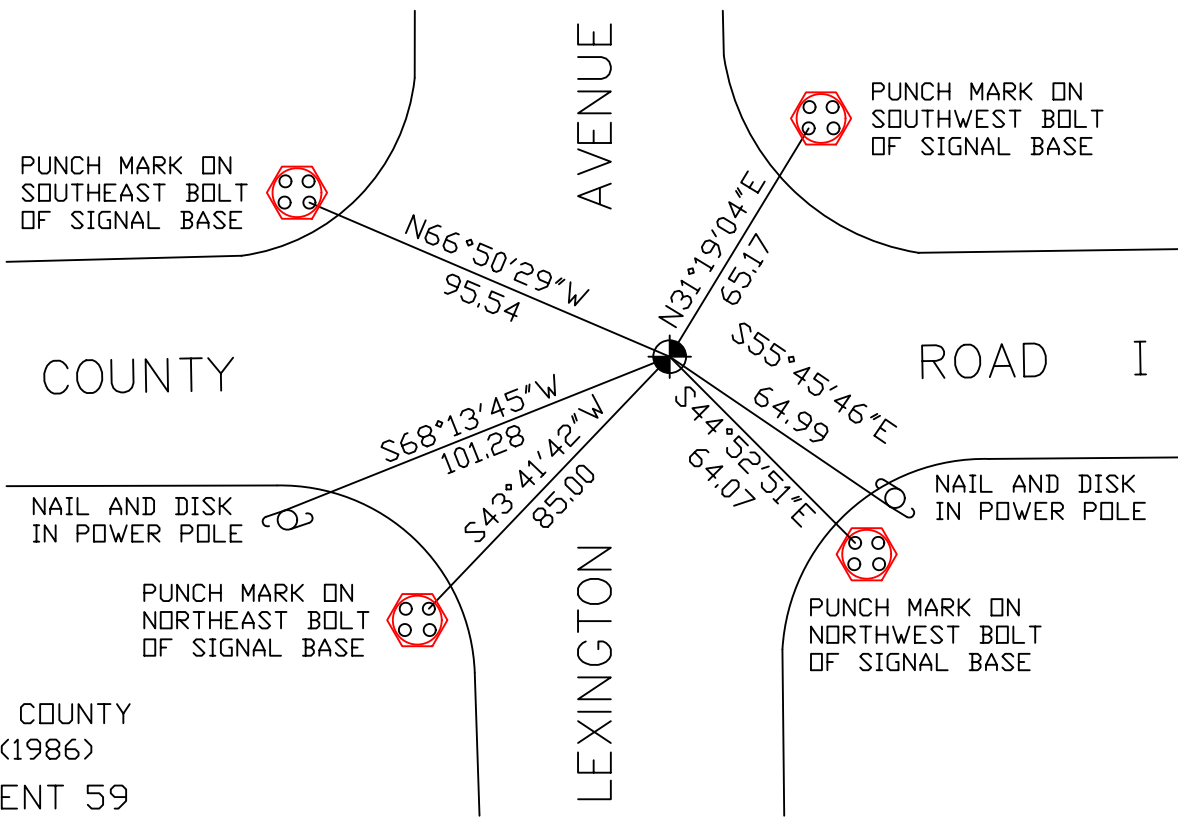 AVENUE
PUNCH MARK ON
SOUTHWEST BOLT
OF SIGNAL BASE
PUNCH MARK ON
SOUTHEAST BOLT
OF SIGNAL BASE
N66°50'29"W
95.54
N31°19'04"E
65.17
COUNTY
ROAD I
S55°45'46"E
64.99
S68°13'45"W
101.28
S43°41'42"W
85.00
S44°52'51"E
64.07
NAIL AND DISK
IN POWER POLE
NAIL AND DISK
IN POWER POLE
PUNCH MARK ON
NORTHEAST BOLT
OF SIGNAL BASE
LEXINGTON
PUNCH MARK ON
NORTHWEST BOLT
OF SIGNAL BASE
COUNTY
(1986)
ENT 59